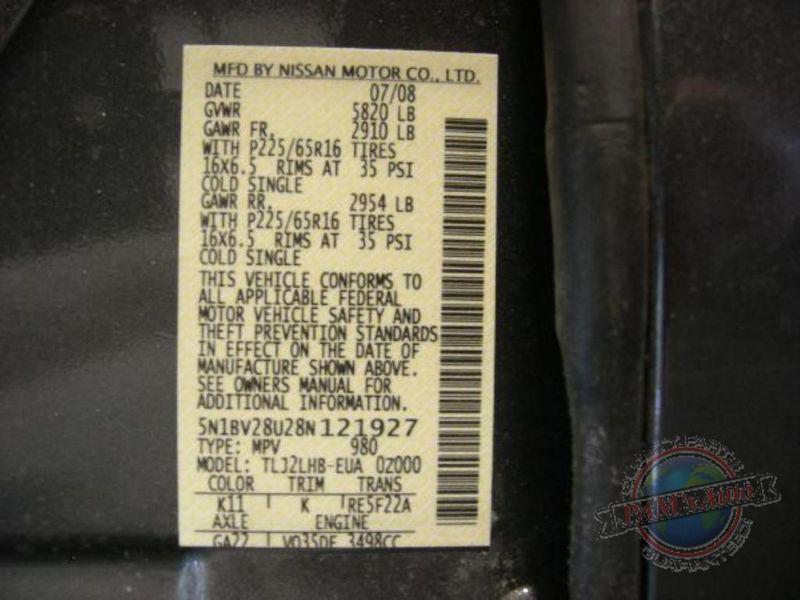 MFD BY NISSAN MOTOR CO., LTD.
DATE 07/08
GVWR 5820 LB
GAWR FR. 2910 LB
WITH P225/65R16 TIRES
16X6.5 RIMS AT 35 PSI
COLD SINGLE
GAWR RR. 2954 LB
WITH P225/65R16 TIRES
16X6.5 RIMS AT 35 PSI
COLD SINGLE
THIS VEHICLE CONFORMS TO
ALL APPLICABLE FEDERAL
MOTOR VEHICLE SAFETY AND
THEFT PREVENTION STANDARDS
IN EFFECT ON THE DATE OF
MANUFACTURE SHOWN ABOVE.
SEE OWNERS MANUAL FOR
ADDITIONAL INFORMATION.
5N1BV28U28N121927
TYPE: MPV 980
MODEL: TLJ2LHB-EUA 0Z000
COLOR TRIM TRANS
K11 K RE5F22A
AXLE ENGINE
GA22 VQ35DE 3498CC
GUARANTEED